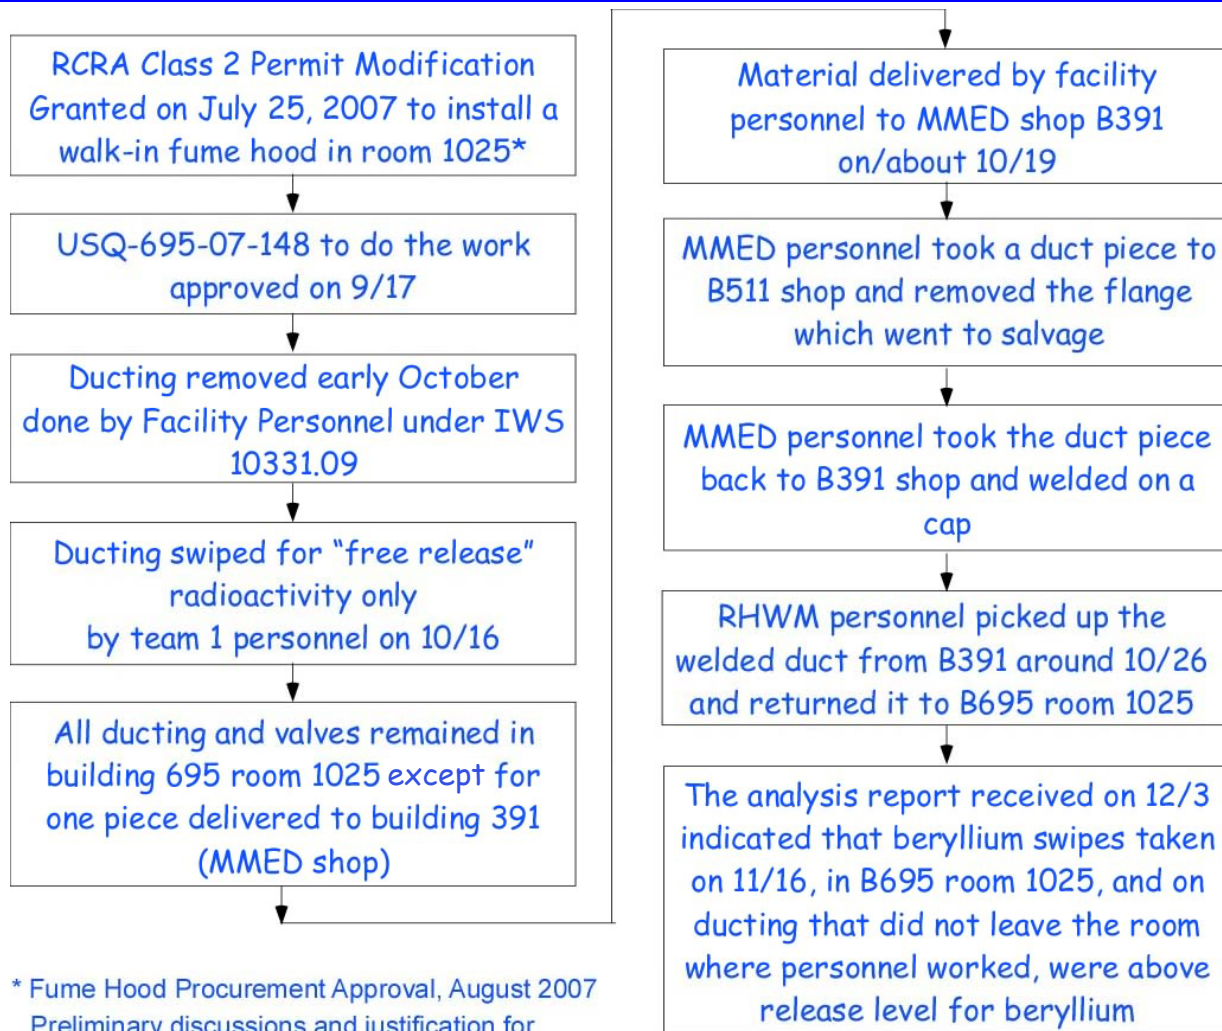 RCRA Class 2 Permit Modification
Granted on July 25, 2007 to install a
walk-in fume hood in room 1025*
USQ-695-07-148 to do the work
approved on 9/17
Ducting removed early October
done by Facility Personnel under IWS
10331.09
Ducting swiped for “free release”
radioactivity only
by team 1 personnel on 10/16
All ducting and valves remained in
building 695 room 1025 except for
one piece delivered to building 391
(MMED shop)
* Fume Hood Procurement Approval, August 2007
Preliminary discussions and justification for
Material delivered by facility
personnel to MMED shop B391
on/about 10/19
MMED personnel took a duct piece to
B511 shop and removed the flange
which went to salvage
MMED personnel took the duct piece
back to B391 shop and welded on a
cap
RHWM personnel picked up the
welded duct from B391 around 10/26
and returned it to B695 room 1025
The analysis report received on 12/3
indicated that beryllium swipes taken
on 11/16, in B695 room 1025, and on
ducting that did not leave the room
where personnel worked, were above
release level for beryllium